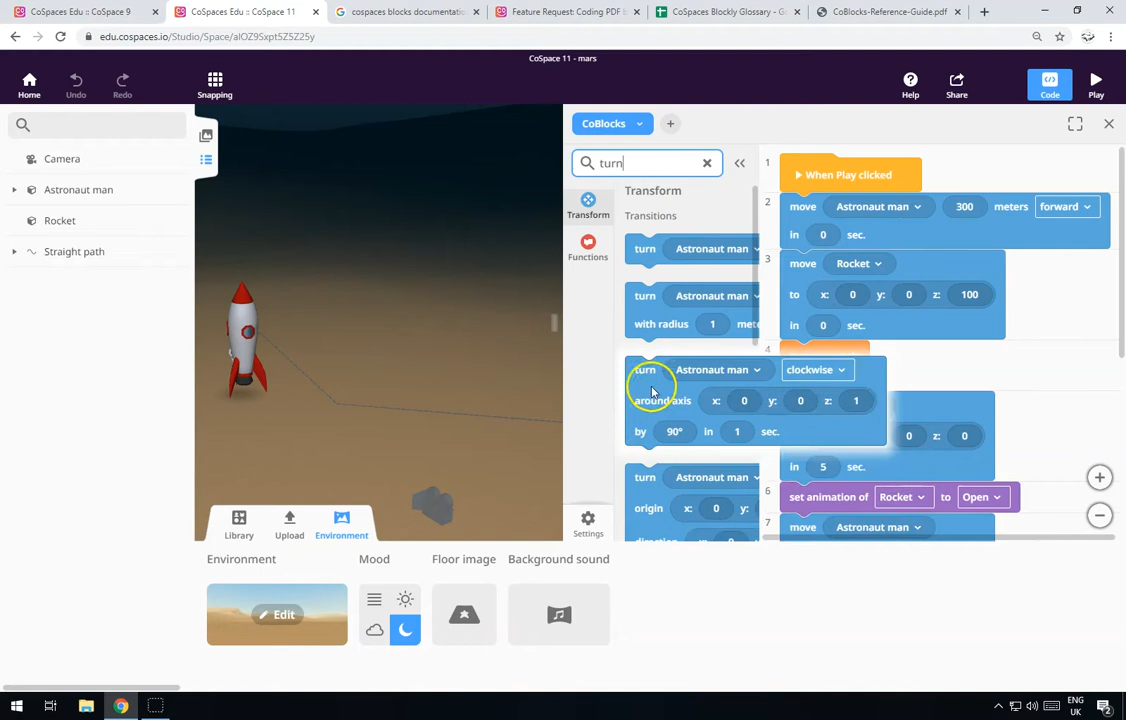 CoSpaces Edu :: CoSpace 9
CoSpaces Edu :: CoSpace 11
cospaces blocks documentatio
Feature Request: Coding PDF t
CoSpaces Blockly Glossary - Go
CoBlocks-Reference-Guide.pdf
edu.cospaces.io/Studio/Space/alOZ9Sxpt5Z5Z25y
CoSpace 11 - mars
Home
Undo
Redo
Snapping
Help
Share
Code
Play
Camera
Astronaut man
Rocket
Straight path
CoBlocks
turn
Transform
Functions
Settings
Transform
Transitions
turn Astronaut man
turn Astronaut man
with radius 1 mete
turn Astronaut man clockwise
around axis x: 0 y: 0 z: 1
by 90° in 1 sec.
turn Astronaut man
origin x: 0 y:
direction x: 0
1
When Play clicked
2
move Astronaut man 300 meters forward
in 0 sec.
3
move Rocket
to x: 0 y: 0 z: 100
in 0 sec.
4
0 z: 0
in 5 sec.
6
set animation of Rocket to Open
7
move Astronaut man
Library
Upload
Environment
Environment
Mood
Floor image
Background sound
Edit
ENG
UK
2